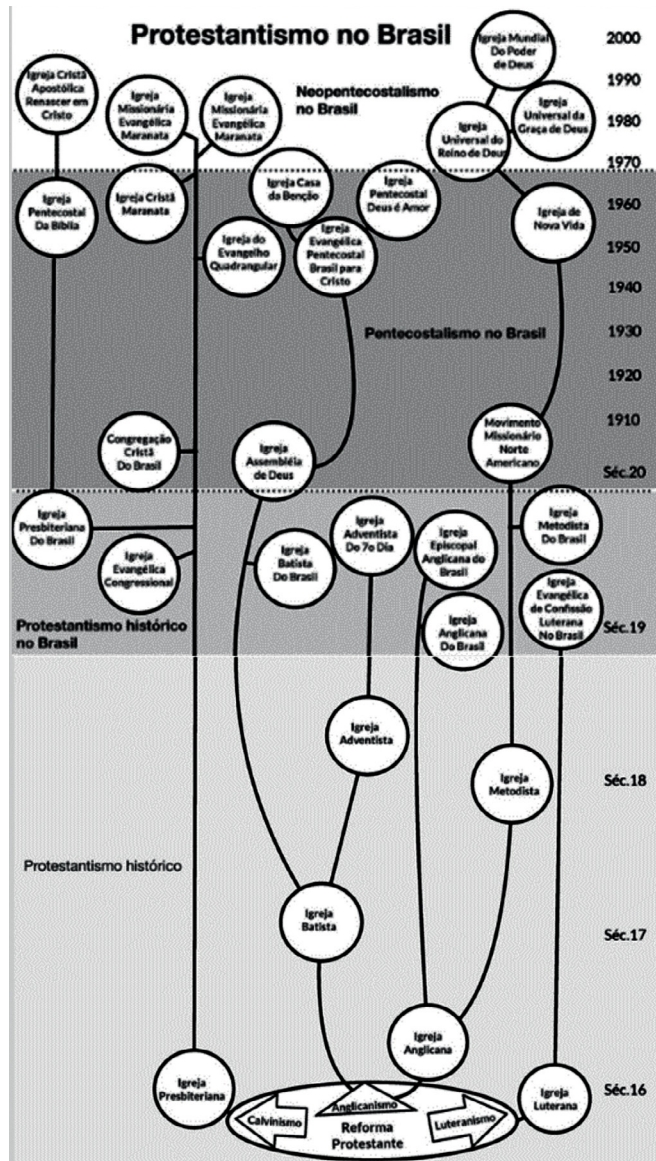 Protestantismo no Brasil
Igreja Mundial
Do Poder
de Deus
2000
Igreja Cristã
Apostólica
Renascer em
Cristo
Igreja
Missionária
Evangélica
Maranata
Igreja
Missionária
Evangélica
Maranata
Neopentecostalismo
no Brasil
1990
Igreja
Universal da
Graça de Deus
1980
Igreja
Universal do
Reino de Deus
1970
Igreja
Pentecostal
Da Bíblia
Igreja Cristã
Maranata
Igreja Casa
da Benção
Igreja
Pentecostal
Deus é Amor
Igreja de
Nova Vida
1960
Igreja do
Evangelho
Quadrangular
Igreja
Evangélica
Pentecostal
Brasil para
Cristo
1950
1940
Pentecostalismo no Brasil
1930
1920
1910
Congregação
Cristã
Do Brasil
Igreja
Assembléia
de Deus
Movimento
Missionário
Norte
Americano
Séc.20
Igreja
Presbiteriana
Do Brasil
Igreja
Evangélica
Congressional
Igreja
Batista
Do Brasil
Igreja
Adventista
Do 7o Dia
Igreja
Episcopal
Anglicana do
Brasil
Igreja
Metodista
Do Brasil
Protestantismo histórico
no Brasil
Igreja
Anglicana
Do Brasil
Igreja
Evangélica
de Confissão
Luterana
No Brasil
Séc.19
Igreja
Adventista
Igreja
Metodista
Séc.18
Protestantismo histórico
Igreja
Batista
Séc.17
Igreja
Anglicana
Igreja
Presbiteriana
Igreja
Luterana
Séc.16
Calvinismo
Anglicanismo
Luteranismo
Reforma
Protestante